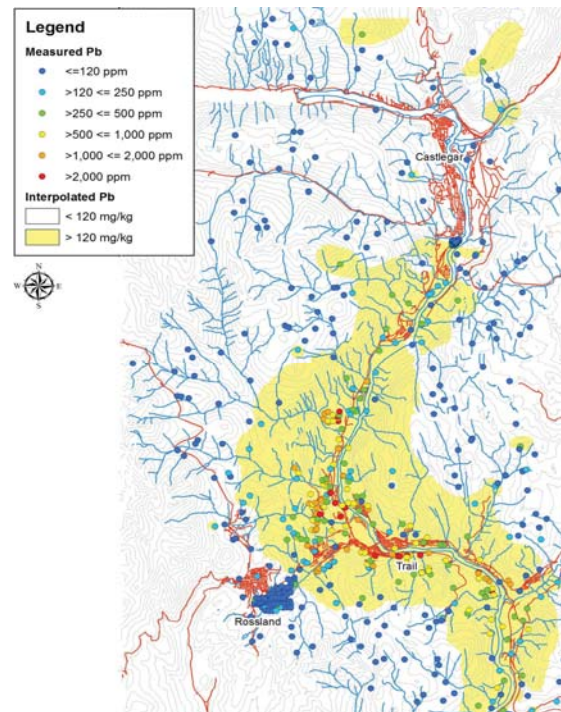 Legend
Measured Pb
<=120 ppm
>120 <= 250 ppm
>250 <= 500 ppm
>500 <= 1,000 ppm
>1,000 <= 2,000 ppm
>2,000 ppm
Interpolated Pb
< 120 mg/kg
> 120 mg/kg
N
W E
S
Castlegar
Trail
Rossland